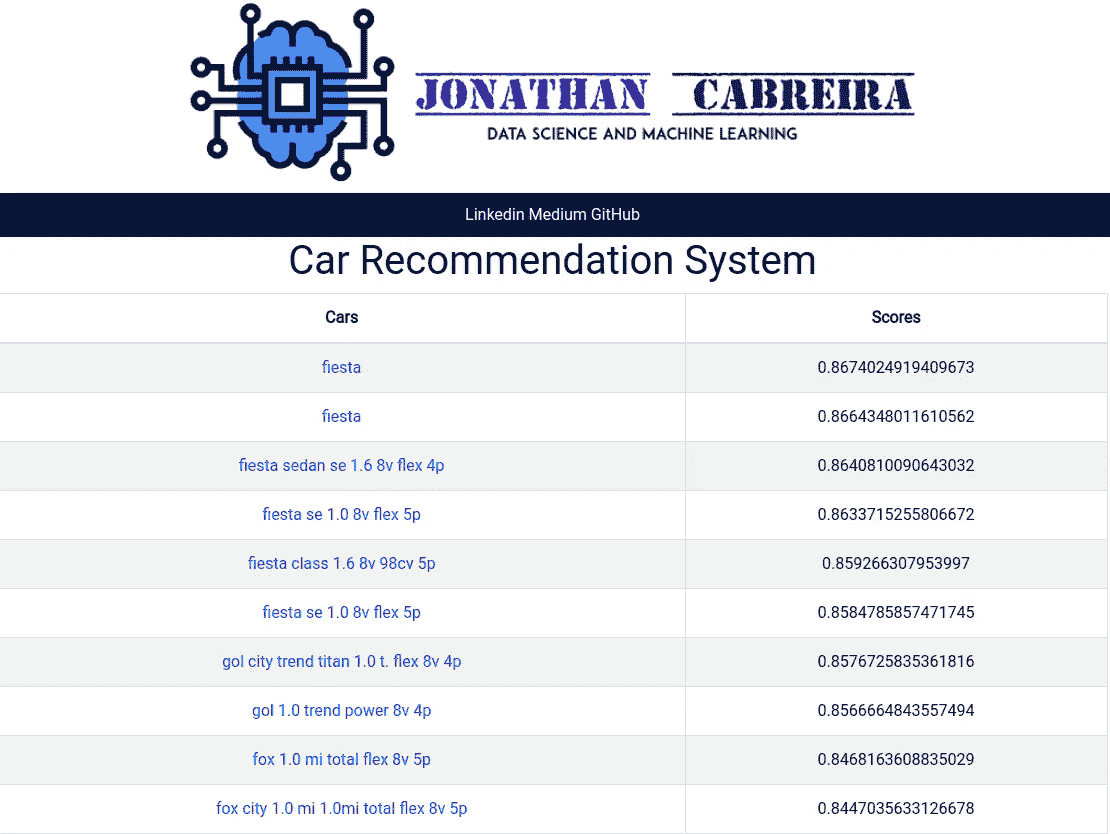 JONATHAN CABREIRA
DATA SCIENCE AND MACHINE LEARNING
Linkedin Medium GitHub
Car Recommendation System
Cars Scores
fiesta 0.8674024919409673
fiesta 0.8664348011610562
fiesta sedan se 1.6 8v flex 4p 0.8640810090643032
fiesta se 1.0 8v flex 5p 0.8633715255806672
fiesta class 1.6 8v 98cv 5p 0.859266307953997
fiesta se 1.0 8v flex 5p 0.8584785857471745
gol city trend titan 1.0 t. flex 8v 4p 0.8576725835361816
gol 1.0 trend power 8v 4p 0.8566664843557494
fox 1.0 mi total flex 8v 5p 0.8468163608835029
fox city 1.0 mi 1.0mi total flex 8v 5p 0.8447035633126678